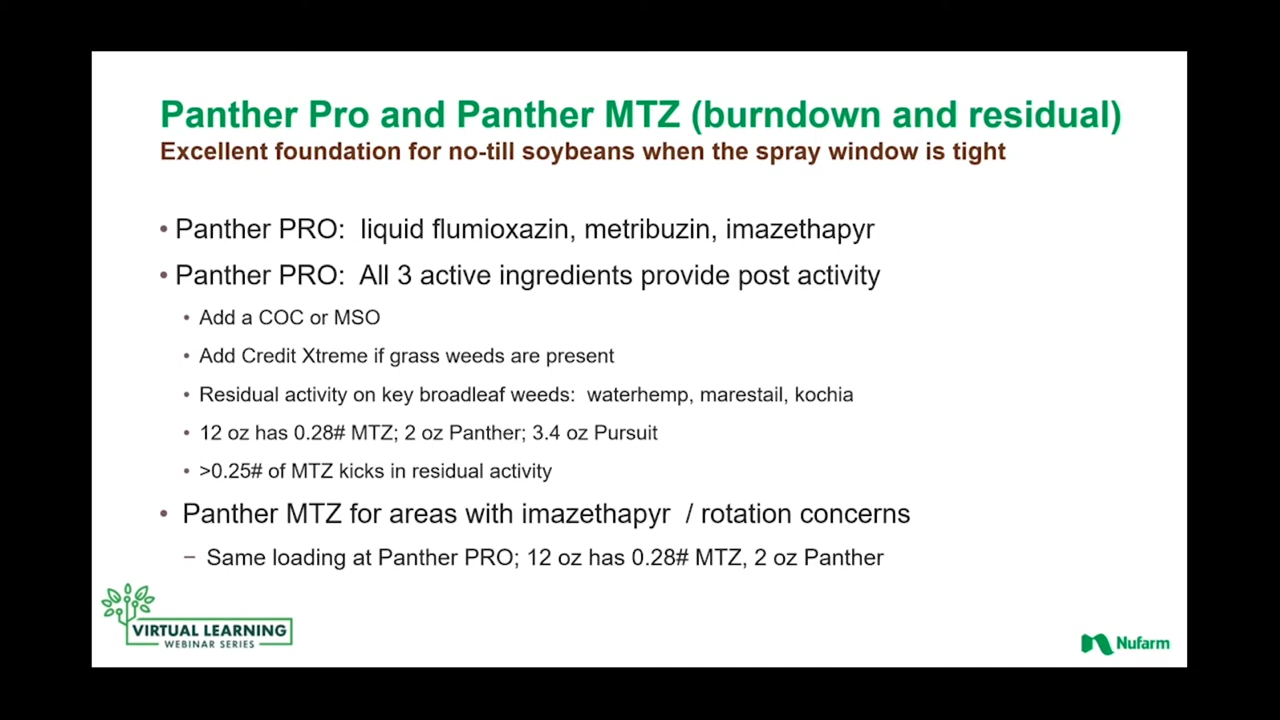 Panther Pro and Panther MTZ (burndown and residual)
Excellent foundation for no-till soybeans when the spray window is tight
• Panther PRO: liquid flumioxazin, metribuzin, imazethapyr
• Panther PRO: All 3 active ingredients provide post activity
• Add a COC or MSO
• Add Credit Xtreme if grass weeds are present
• Residual activity on key broadleaf weeds: waterhemp, marestail, kochia
• 12 oz has 0.28# MTZ; 2 oz Panther; 3.4 oz Pursuit
• >0.25# of MTZ kicks in residual activity
• Panther MTZ for areas with imazethapyr / rotation concerns
– Same loading at Panther PRO; 12 oz has 0.28# MTZ, 2 oz Panther
VIRTUAL LEARNING
WEBINAR SERIES
Nufarm